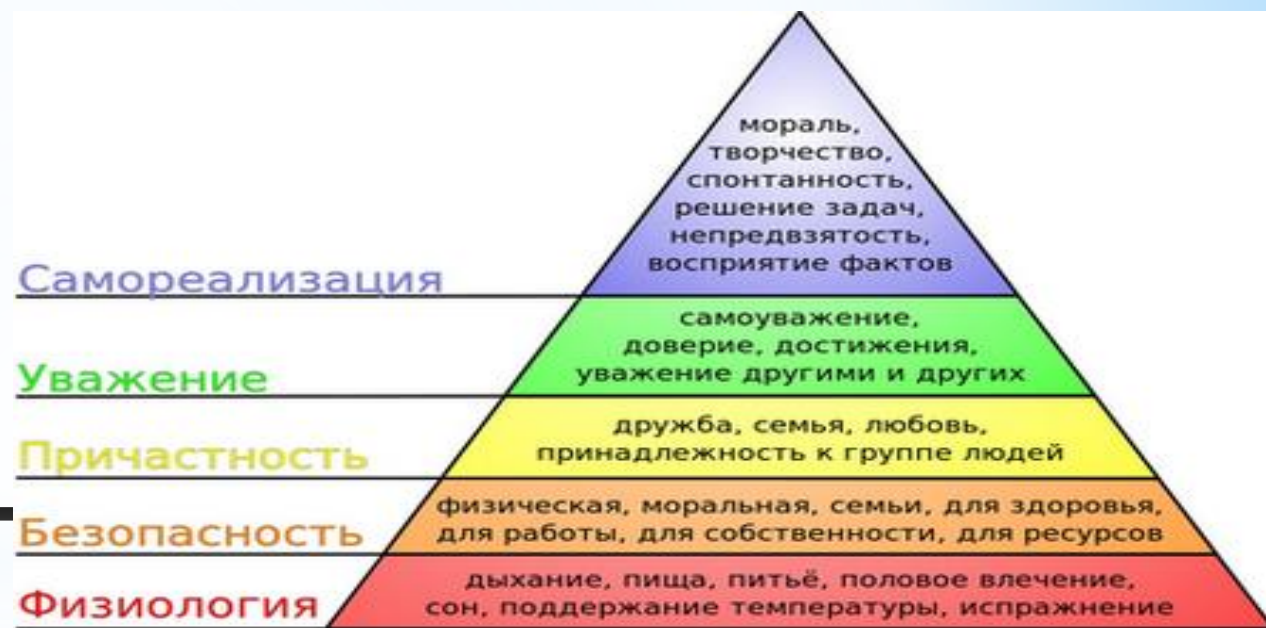 мораль,
творчество,
спонтанность,
решение задач,
непредвзятость,
восприятие фактов
Самореализация
самоуважение,
доверие, достижения,
уважение другими и других
Уважение
дружба, семья, любовь,
принадлежность к группе людей
Причастность
физическая, моральная, семьи, для здоровья,
для работы, для собственности, для ресурсов
Безопасность
дыхание, пища, питьё, половое влечение,
сон, поддержание температуры, испражнение
Физиология